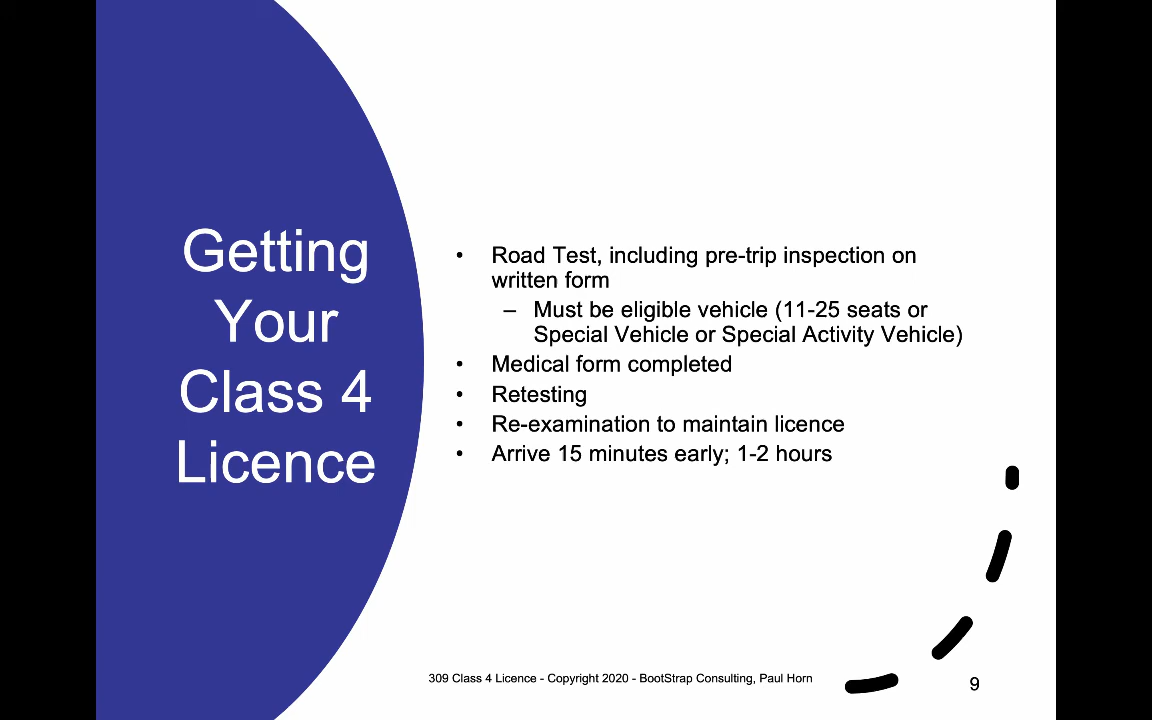 Getting
Your
Class 4
Licence
• Road Test, including pre-trip inspection on
written form
– Must be eligible vehicle (11-25 seats or
Special Vehicle or Special Activity Vehicle)
• Medical form completed
• Retesting
• Re-examination to maintain licence
• Arrive 15 minutes early; 1-2 hours
309 Class 4 Licence - Copyright 2020 - BootStrap Consulting, Paul Horn
9